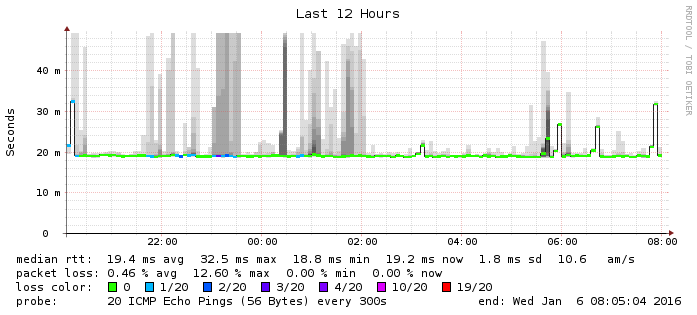 Last 12 Hours
RRDTOOL / TOBI OETIKER
Seconds
40 m
30 m
20 m
10 m
0
22:00 00:00 02:00 04:00 06:00 08:00
median rtt: 19.4 ms avg 32.5 ms max 18.8 ms min 19.2 ms now 1.8 ms sd 10.6 am/s
packet loss: 0.46 % avg 12.60 % max 0.00 % min 0.00 % now
loss color: 0 1/20 2/20 3/20 4/20 10/20 19/20
probe: 20 ICMP Echo Pings (56 Bytes) every 300s end: Wed Jan 6 08:05:04 2016